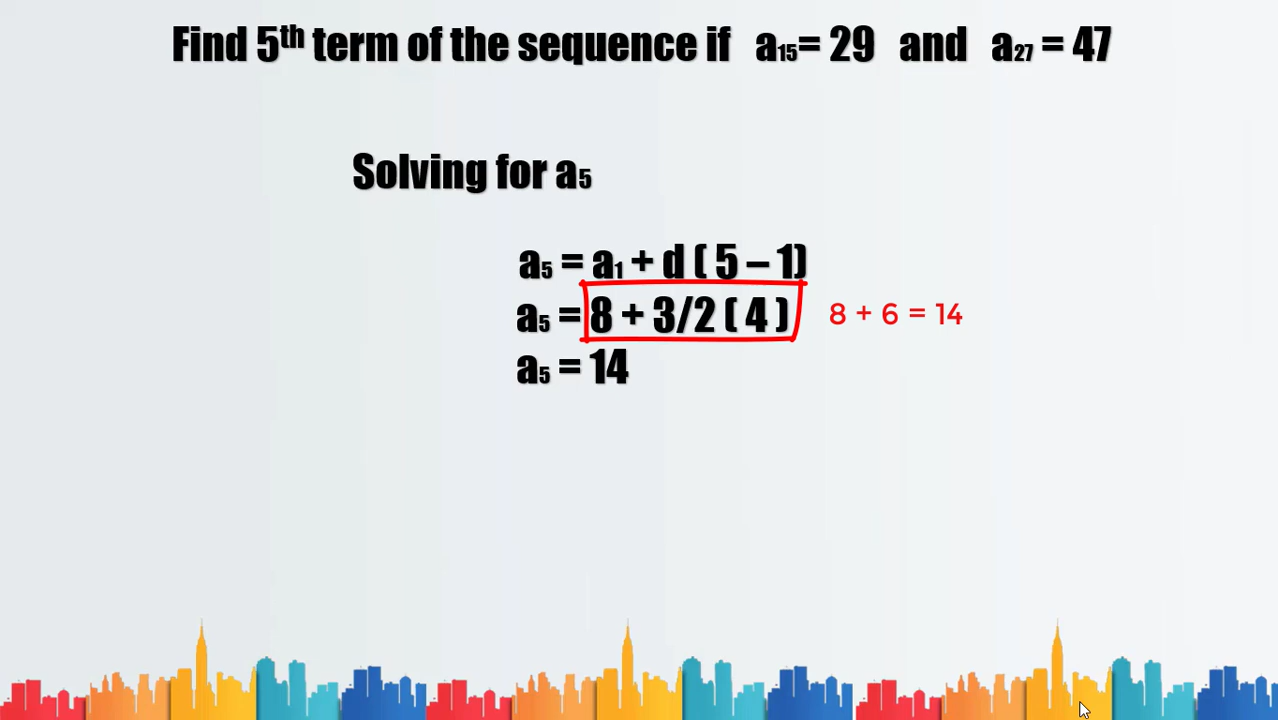 Find 5th term of the sequence if a15= 29 and a27 = 47
Solving for a5
a5 = a1 + d ( 5 – 1)
a5 = 8 + 3/2 ( 4 ) 8 + 6 = 14
a5 = 14